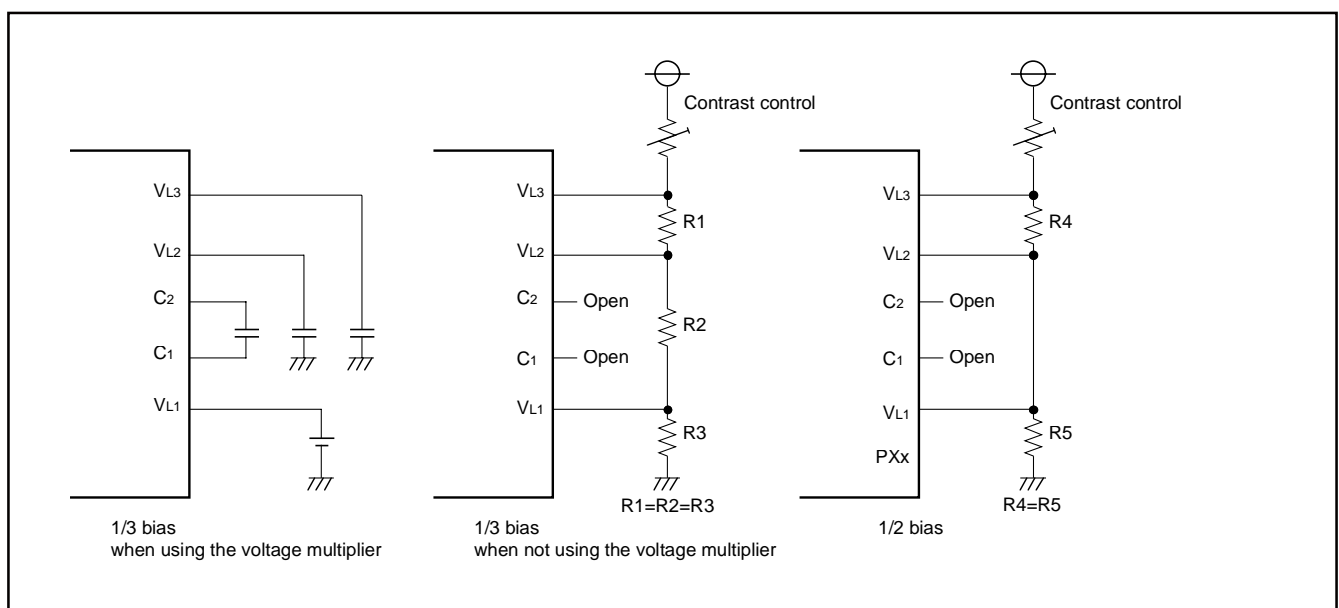 VL3
VL2
C2
C1
VL1
1/3 bias
when using the voltage multiplier
Contrast control
VL3
R1
VL2
C2 Open
R2
C1 Open
VL1
R3
R1=R2=R3
1/3 bias
when not using the voltage multiplier
Contrast control
VL3
R4
VL2
C2 Open
C1 Open
VL1
R5
PXx
R4=R5
1/2 bias